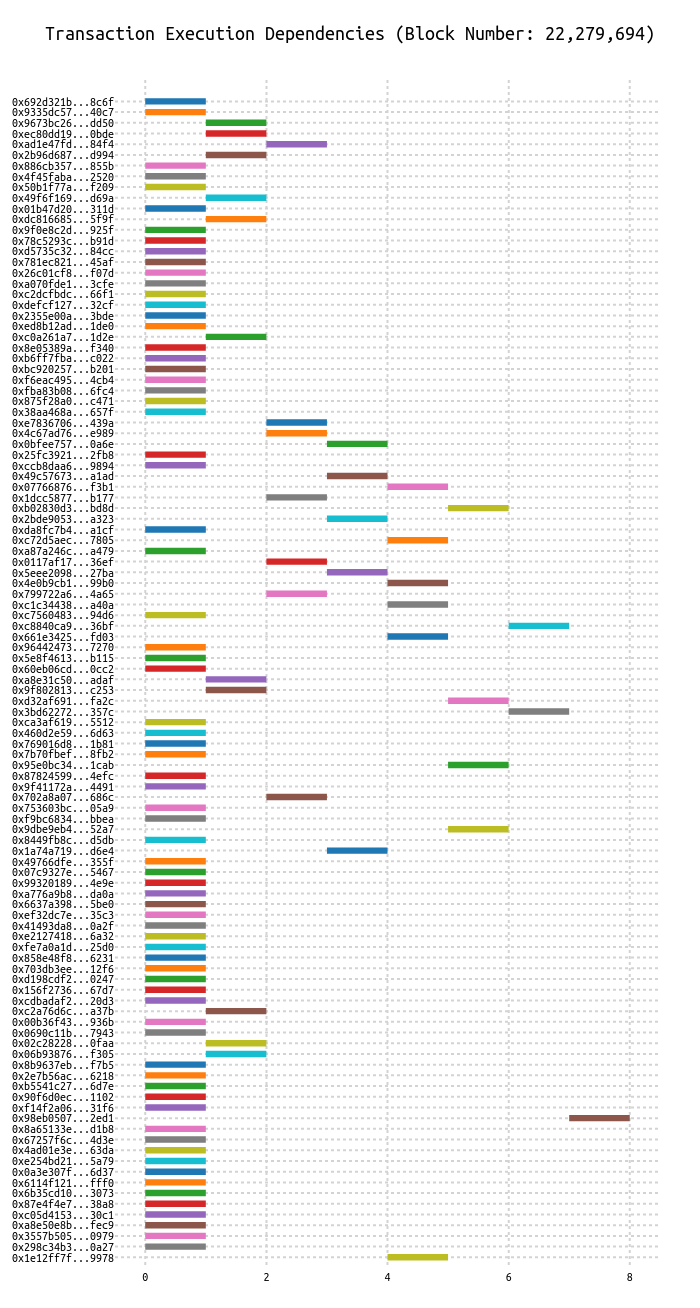 Transaction Execution Dependencies (Block Number: 22,279,694)
0x692d321b...8c6f
0x9335dc57...40c7
0x9673bc26...dd50
0xec80dd19...0bde
0xad1e47fd...84f4
0x2b96d687...d994
0x886cb357...855b
0x4f45faba...2520
0x50b1f77a...f209
0x49f6f169...d69a
0x01b47d20...311d
0xdc816685...5f9f
0x9f0e8c2d...925f
0x78c5293c...b91d
0xd5735c32...84cc
0x781ec821...45af
0x26c01cf8...f07d
0xa070fde1...3cfe
0xc2dcfbdc...66f1
0xdefcf127...32cf
0x2355e00a...3bde
0xed8b12ad...1de0
0xc0a261a7...1d2e
0x8e05389a...f340
0xb6ff7fba...c022
0xbc920257...b201
0xf6eac495...4cb4
0xfba83b08...6fc4
0x875f28a0...c471
0x38aa468a...657f
0xe7836706...439a
0x4c67ad76...e989
0x0bfee757...0a6e
0x25fc3921...2fb8
0xccb8daa6...9894
0x49c57673...a1ad
0x07766876...f3b1
0x1dcc5877...b177
0xb02830d3...bd8d
0x2bde9053...a323
0xda8fc7b4...a1cf
0xc72d5aec...7805
0xa87a246c...a479
0x0117af17...36ef
0x5eee2098...27ba
0x4e0b9cb1...99b0
0x799722a6...4a65
0xc1c34438...a40a
0xc7560483...94d6
0xc8840ca9...36bf
0x661e3425...fd03
0x96442473...7270
0x5e8f4613...b115
0x60eb06cd...0cc2
0xa8e31c50...adaf
0x9f802813...c253
0xd32af691...fa2c
0x3bd62272...357c
0xca3af619...5512
0x460d2e59...6d63
0x769016d8...1b81
0x7b70fbef...8fb2
0x95e0bc34...1cab
0x87824599...4efc
0x9f41172a...4491
0x702a8a07...686c
0x753603bc...05a9
0xf9bc6834...bbea
0x9dbe9eb4...52a7
0x8449fb8c...d5db
0x1a74a719...d6e4
0x49766dfe...355f
0x07c9327e...5467
0x99320189...4e9e
0xa776a9b8...da0a
0x6637a398...5be0
0xef32dc7e...35c3
0x41493da8...0a2f
0xe2127418...6a32
0xfe7a0a1d...25d0
0x858e48f8...6231
0x703db3ee...12f6
0xd198cdf2...0247
0x156f2736...67d7
0xcdbadaf2...20d3
0xc2a76d6c...a37b
0x00b36f43...936b
0x0690c11b...7943
0x02c28228...0faa
0x06b93876...f305
0x8b9637eb...f7b5
0x2e7b56ac...6218
0xb5541c27...6d7e
0x90f6d0ec...1102
0xf14f2a06...31f6
0x98eb0507...2ed1
0x8a65133e...d1b8
0x67257f6c...4d3e
0x4ad01e3e...63da
0xe254bd21...5a79
0x0a3e307f...6d37
0x6114f121...fff0
0x6b35cd10...3073
0x87e4f4e7...38a8
0xc05d4153...30c1
0xa8e50e8b...fec9
0x3557b505...0979
0x298c34b3...0a27
0x1e12ff7f...9978
0 2 4 6 8